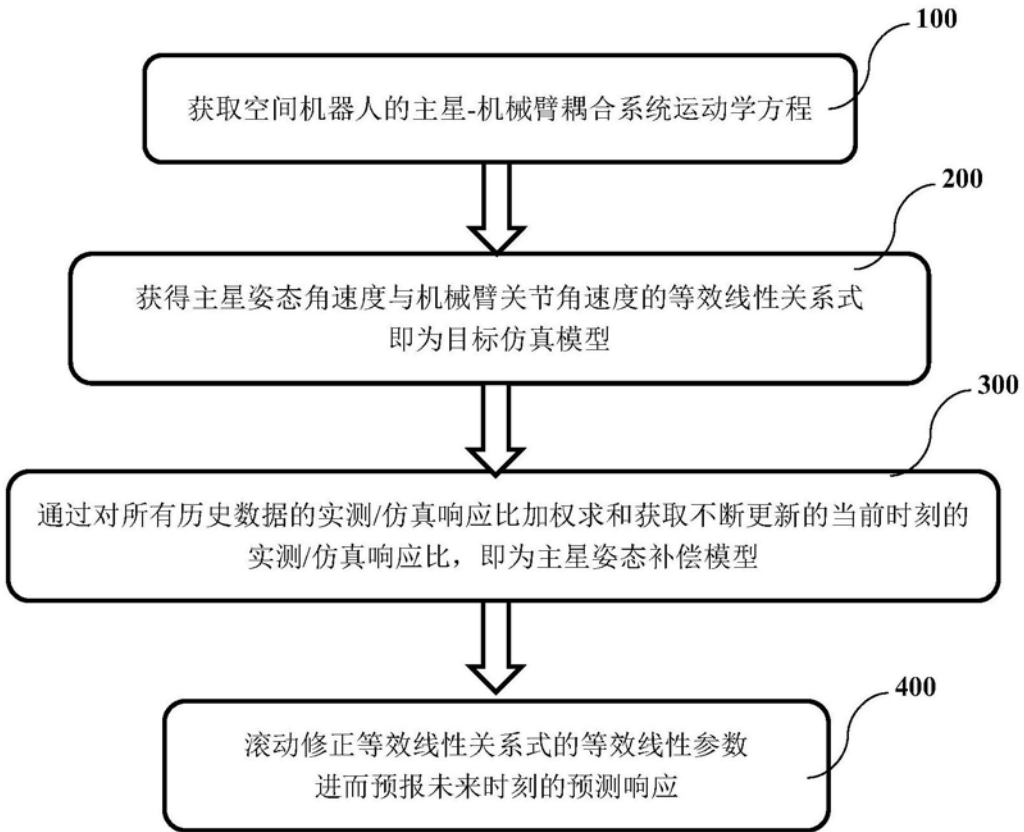 100
获取空间机器人的主星-机械臂耦合系统运动学方程
200
获得主星姿态角速度与机械臂关节角速度的等效线性关系式
即为目标仿真模型
300
通过对所有历史数据的实测/仿真响应比加权求和获取不断更新的当前时刻的
实测/仿真响应比，即为主星姿态补偿模型
400
滚动修正等效线性关系式的等效线性参数
进而预报未来时刻的预测响应